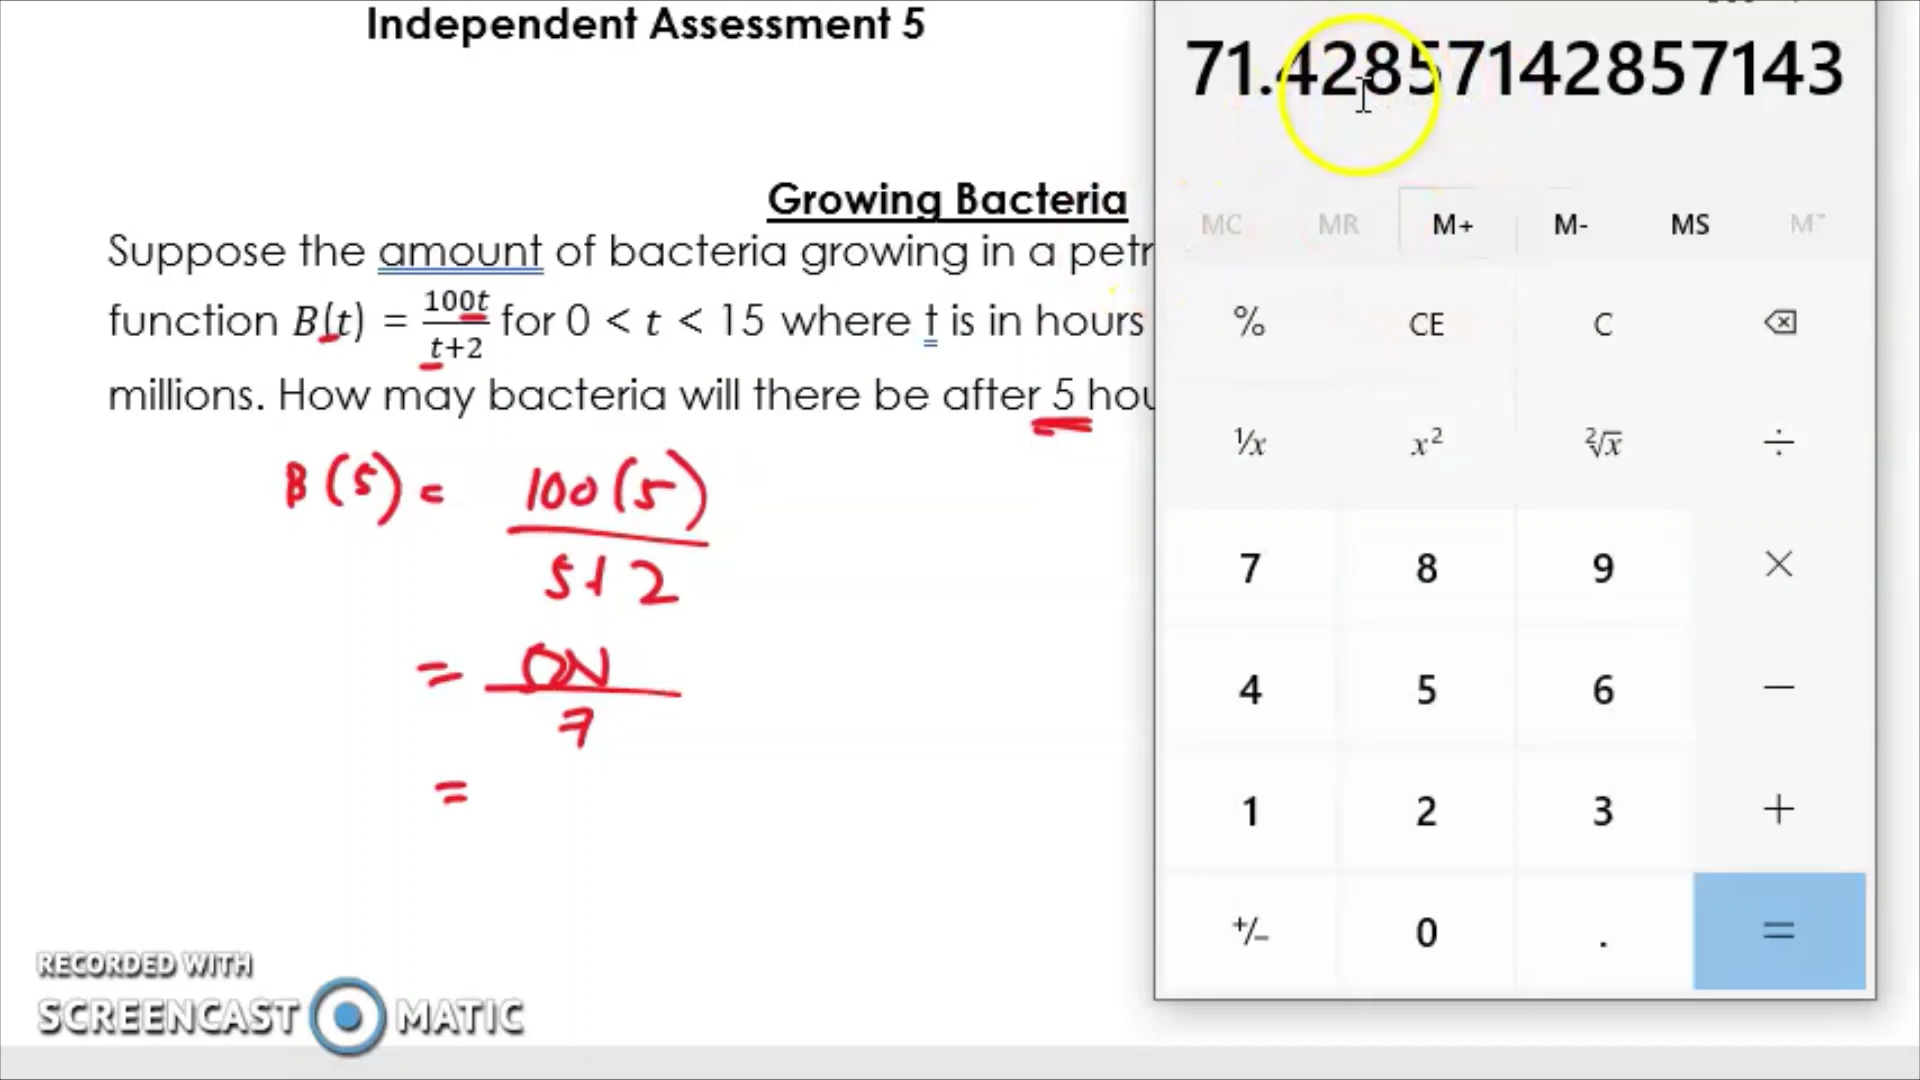 Independent Assessment 5
Growing Bacteria
Suppose the amount of bacteria growing in a petr
function B(t) = 100t/t+2 for 0 < t < 15 where t is in hours
millions. How may bacteria will there be after 5 hou
B(5) = 100(5)
5+2
=
7
=
71.42857142857143
MC MR M+ M- MS M
% CE C
1/x x² ²√x ÷
7 8 9 ×
4 5 6 −
1 2 3 +
+/− 0 . =
RECORDED WITH
SCREENCAST MATIC